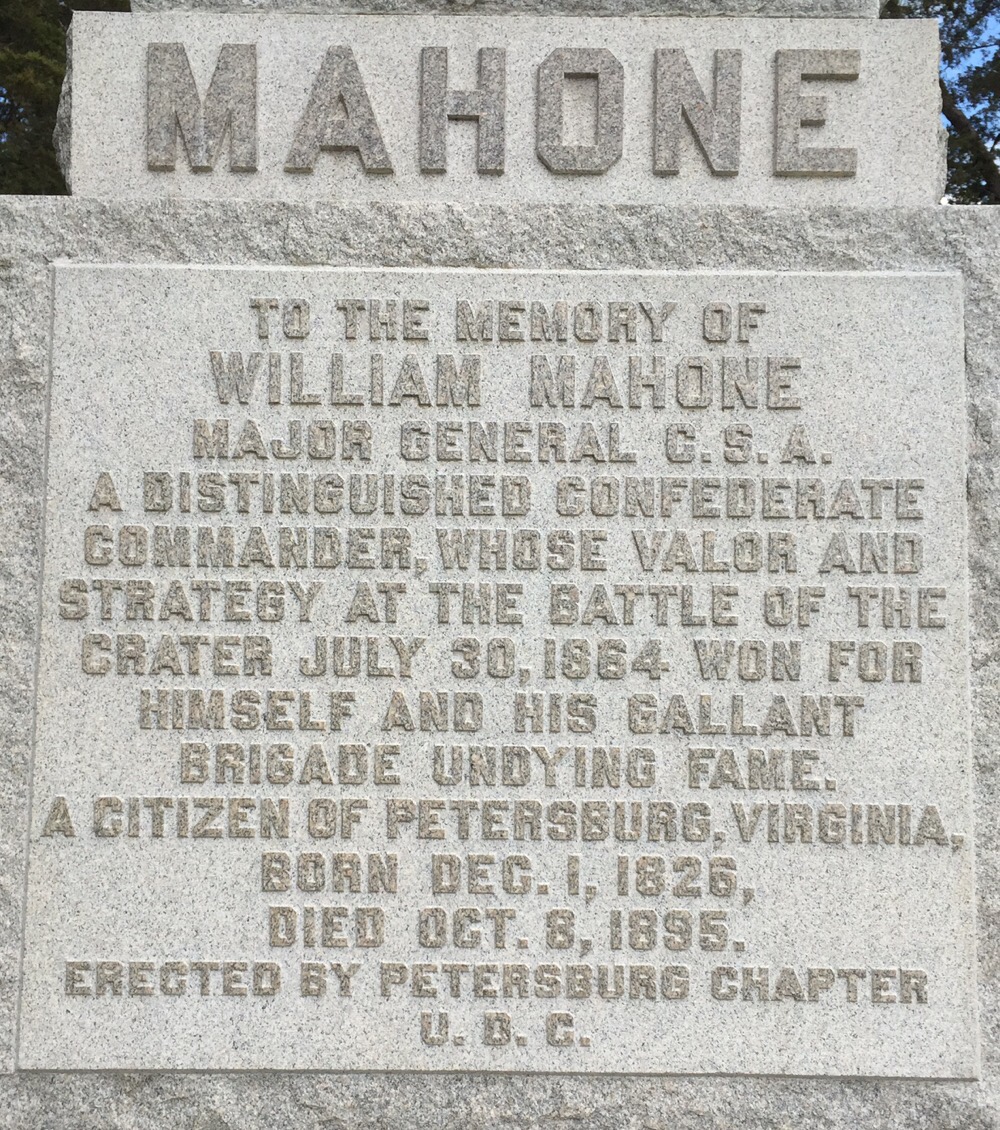 MAHONE
TO THE MEMORY OF
WILLIAM MAHONE
MAJOR GENERAL C.S.A.
A DISTINGUISHED CONFEDERATE
COMMANDER, WHOSE VALOR AND
STRATEGY AT THE BATTLE OF THE
CRATER JULY 30, 1864 WON FOR
HIMSELF AND HIS GALLANT
BRIGADE UNDYING FAME.
A CITIZEN OF PETERSBURG, VIRGINIA,
BORN DEC. 1, 1826,
DIED OCT. 8, 1895.
ERECTED BY PETERSBURG CHAPTER
U. D. C.